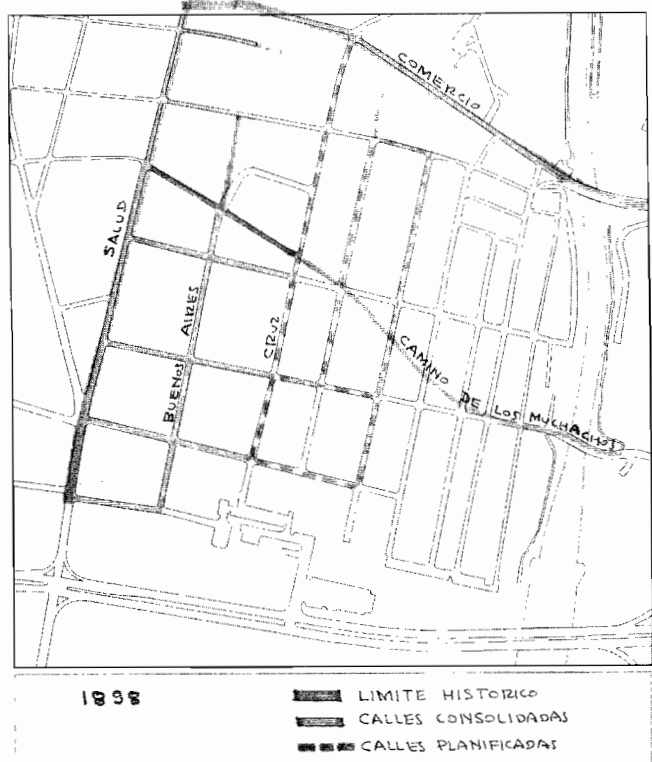 COMERCIO
SALUD
BUENOS AIRES
CRUZ
CAMINO DE LOS MUCHACHOS
1898
LIMITE HISTORICO
CALLES CONSOLIDADAS
CALLES PLANIFICADAS